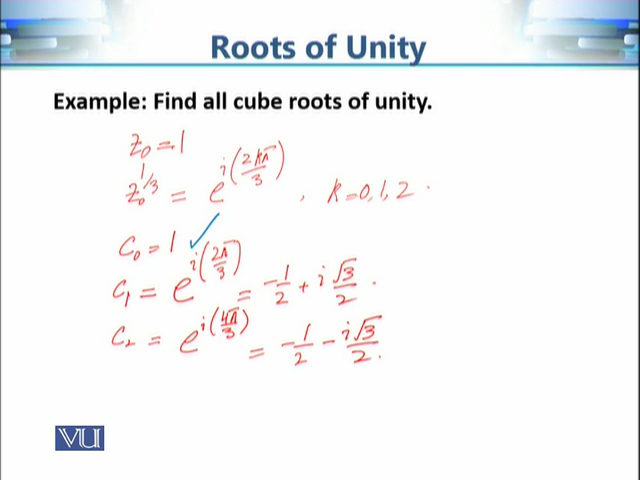 Roots of Unity
Example: Find all cube roots of unity.
z₀ = 1
z₀^(1/3) = e^(i(2kπ/3)) , k = 0, 1, 2 .
c₀ = 1 ✓
c₁ = e^(i(2π/3)) = -1/2 + i√3/2 .
c₂ = e^(i(4π/3)) = -1/2 - i√3/2 .
VU